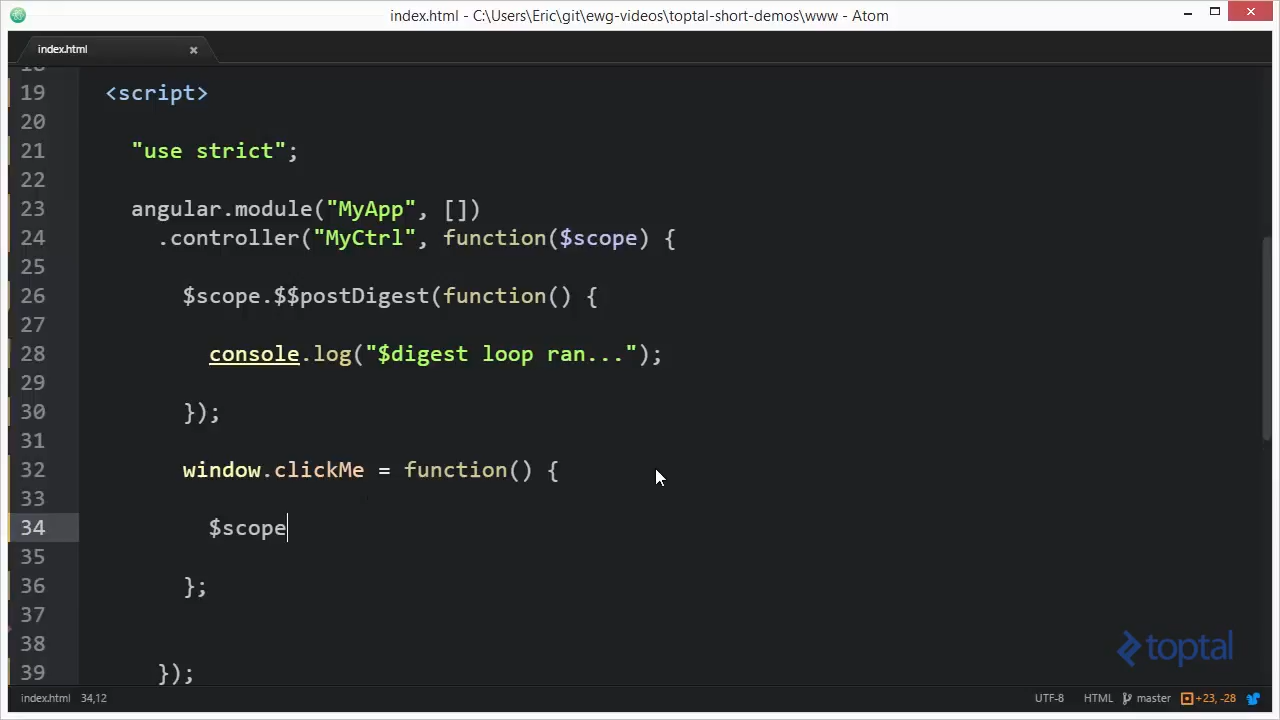 index.html - C:\Users\Eric\git\ewg-videos\toptal-short-demos\www - Atom
index.html
18
19 <script>
20
21 "use strict";
22
23 angular.module("MyApp", [])
24 .controller("MyCtrl", function($scope) {
25
26 $scope.$$postDigest(function() {
27
28 console.log("$digest loop ran...");
29
30 });
31
32 window.clickMe = function() {
33
34 $scope
35
36 };
37
38
39 });
toptal
index.html 34,12 UTF-8 HTML master +23, -28